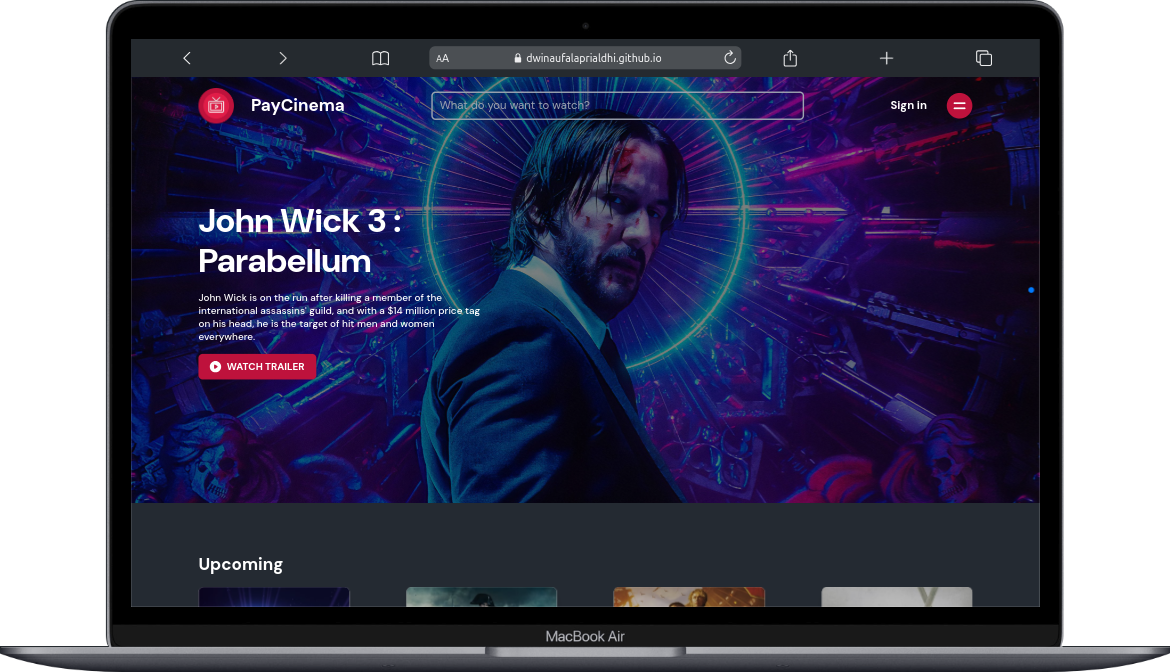 AA
dwinaufalaprialdhi.github.io
PayCinema
What do you want to watch?
Sign in
John Wick 3 :
Parabellum
John Wick is on the run after killing a member of the
international assassins' guild, and with a $14 million price tag
on his head, he is the target of hit men and women
everywhere.
WATCH TRAILER
Upcoming
MacBook Air